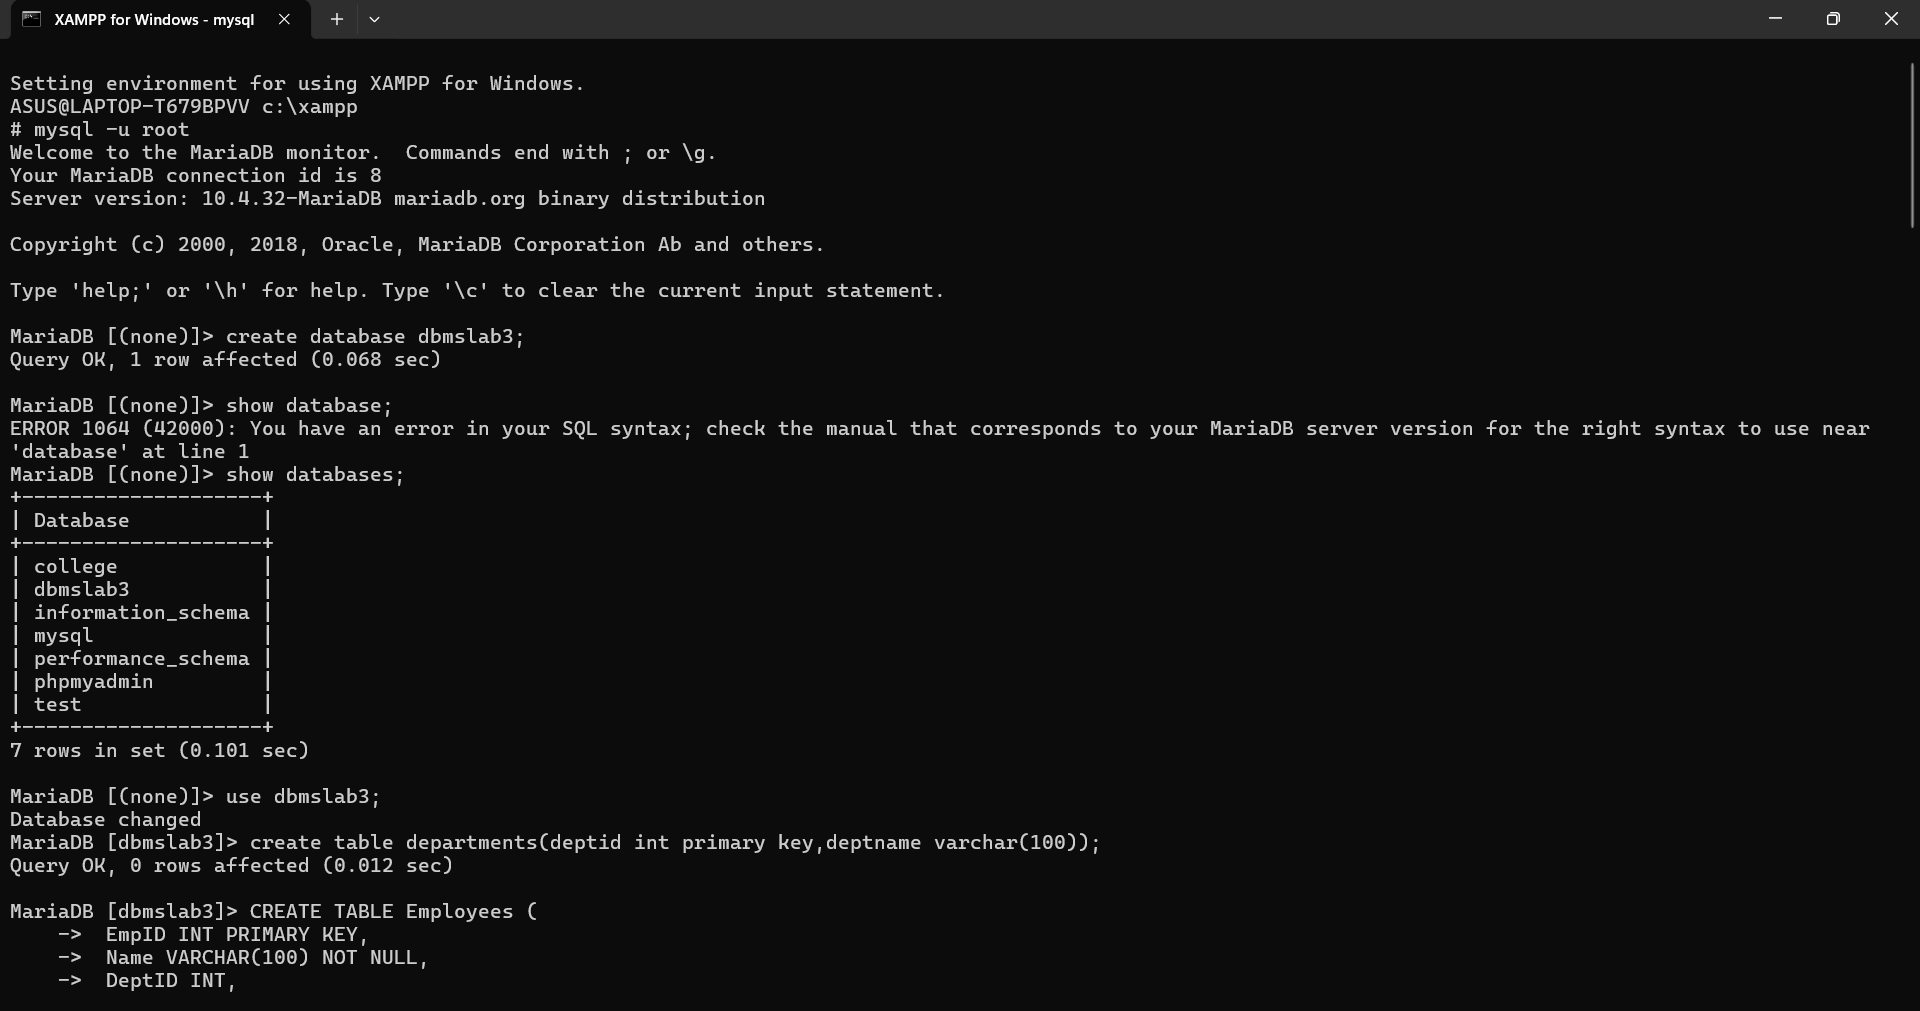 XAMPP for Windows - mysql
Setting environment for using XAMPP for Windows.
ASUS@LAPTOP-T679BPVV c:\xampp
# mysql -u root
Welcome to the MariaDB monitor.  Commands end with ; or \g.
Your MariaDB connection id is 8
Server version: 10.4.32-MariaDB mariadb.org binary distribution
Copyright (c) 2000, 2018, Oracle, MariaDB Corporation Ab and others.
Type 'help;' or '\h' for help. Type '\c' to clear the current input statement.
MariaDB [(none)]> create database dbmslab3;
Query OK, 1 row affected (0.068 sec)
MariaDB [(none)]> show database;
ERROR 1064 (42000): You have an error in your SQL syntax; check the manual that corresponds to your MariaDB server version for the right syntax to use near
'database' at line 1
MariaDB [(none)]> show databases;
+--------------------+
| Database           |
+--------------------+
| college            |
| dbmslab3           |
| information_schema |
| mysql              |
| performance_schema |
| phpmyadmin         |
| test               |
+--------------------+
7 rows in set (0.101 sec)
MariaDB [(none)]> use dbmslab3;
Database changed
MariaDB [dbmslab3]> create table departments(deptid int primary key,deptname varchar(100));
Query OK, 0 rows affected (0.012 sec)
MariaDB [dbmslab3]> CREATE TABLE Employees (
    ->  EmpID INT PRIMARY KEY,
    ->  Name VARCHAR(100) NOT NULL,
    ->  DeptID INT,